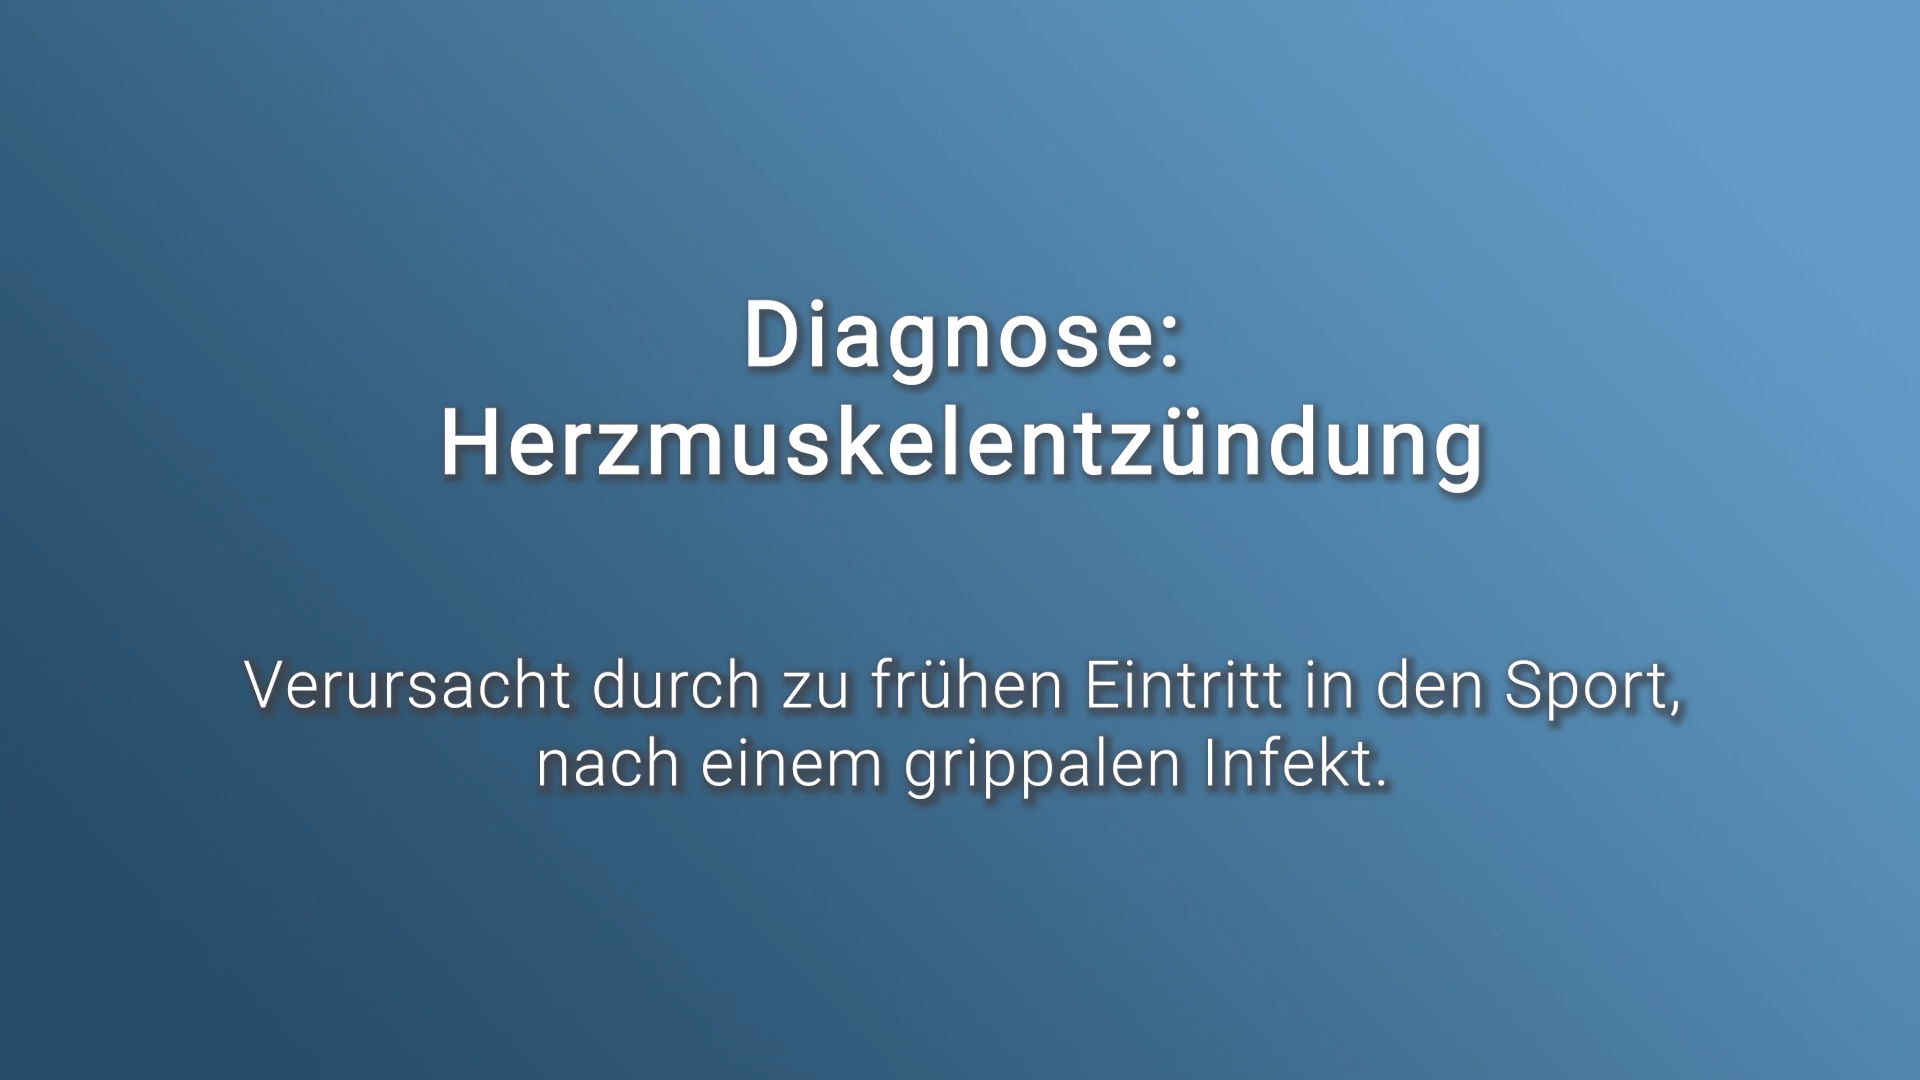 Diagnose:
Herzmuskelentzündung
Verursacht durch zu frühen Eintritt in den Sport,
nach einem grippalen Infekt.